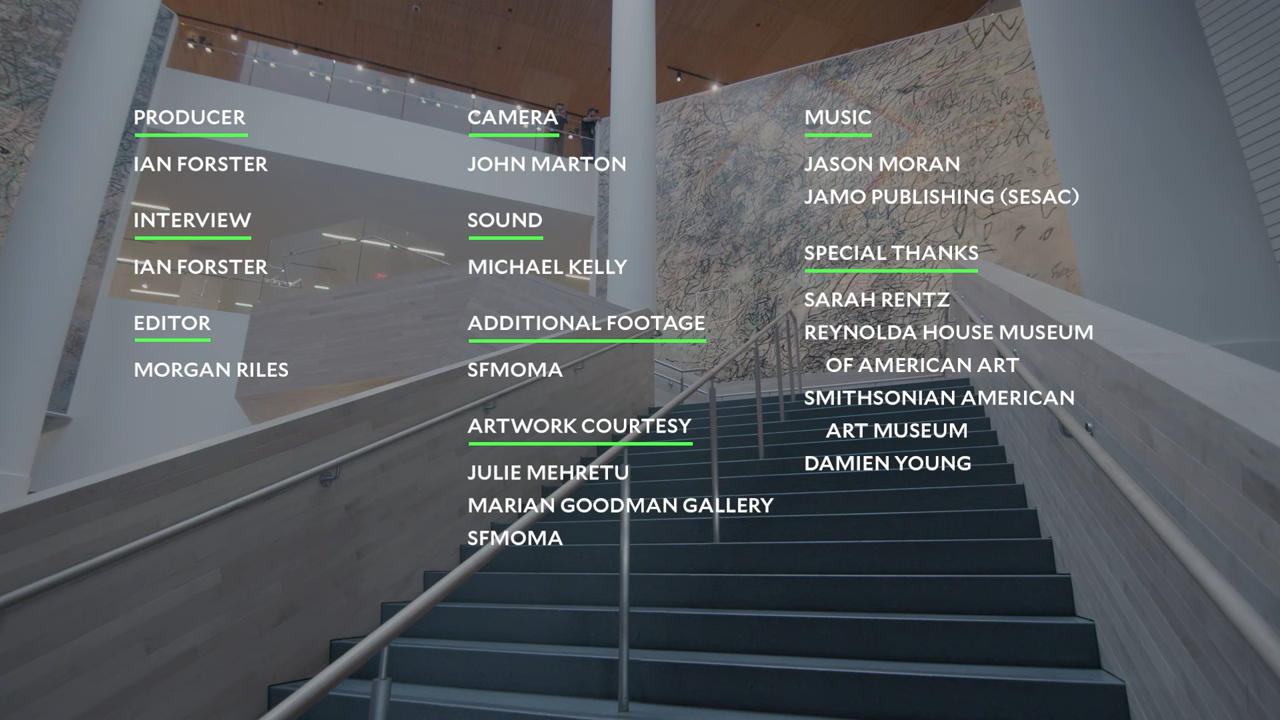 PRODUCER
IAN FORSTER
INTERVIEW
IAN FORSTER
EDITOR
MORGAN RILES
CAMERA
JOHN MARTON
SOUND
MICHAEL KELLY
ADDITIONAL FOOTAGE
SFMOMA
ARTWORK COURTESY
JULIE MEHRETU
MARIAN GOODMAN GALLERY
SFMOMA
MUSIC
JASON MORAN
JAMO PUBLISHING (SESAC)
SPECIAL THANKS
SARAH RENTZ
REYNOLDA HOUSE MUSEUM
OF AMERICAN ART
SMITHSONIAN AMERICAN
ART MUSEUM
DAMIEN YOUNG